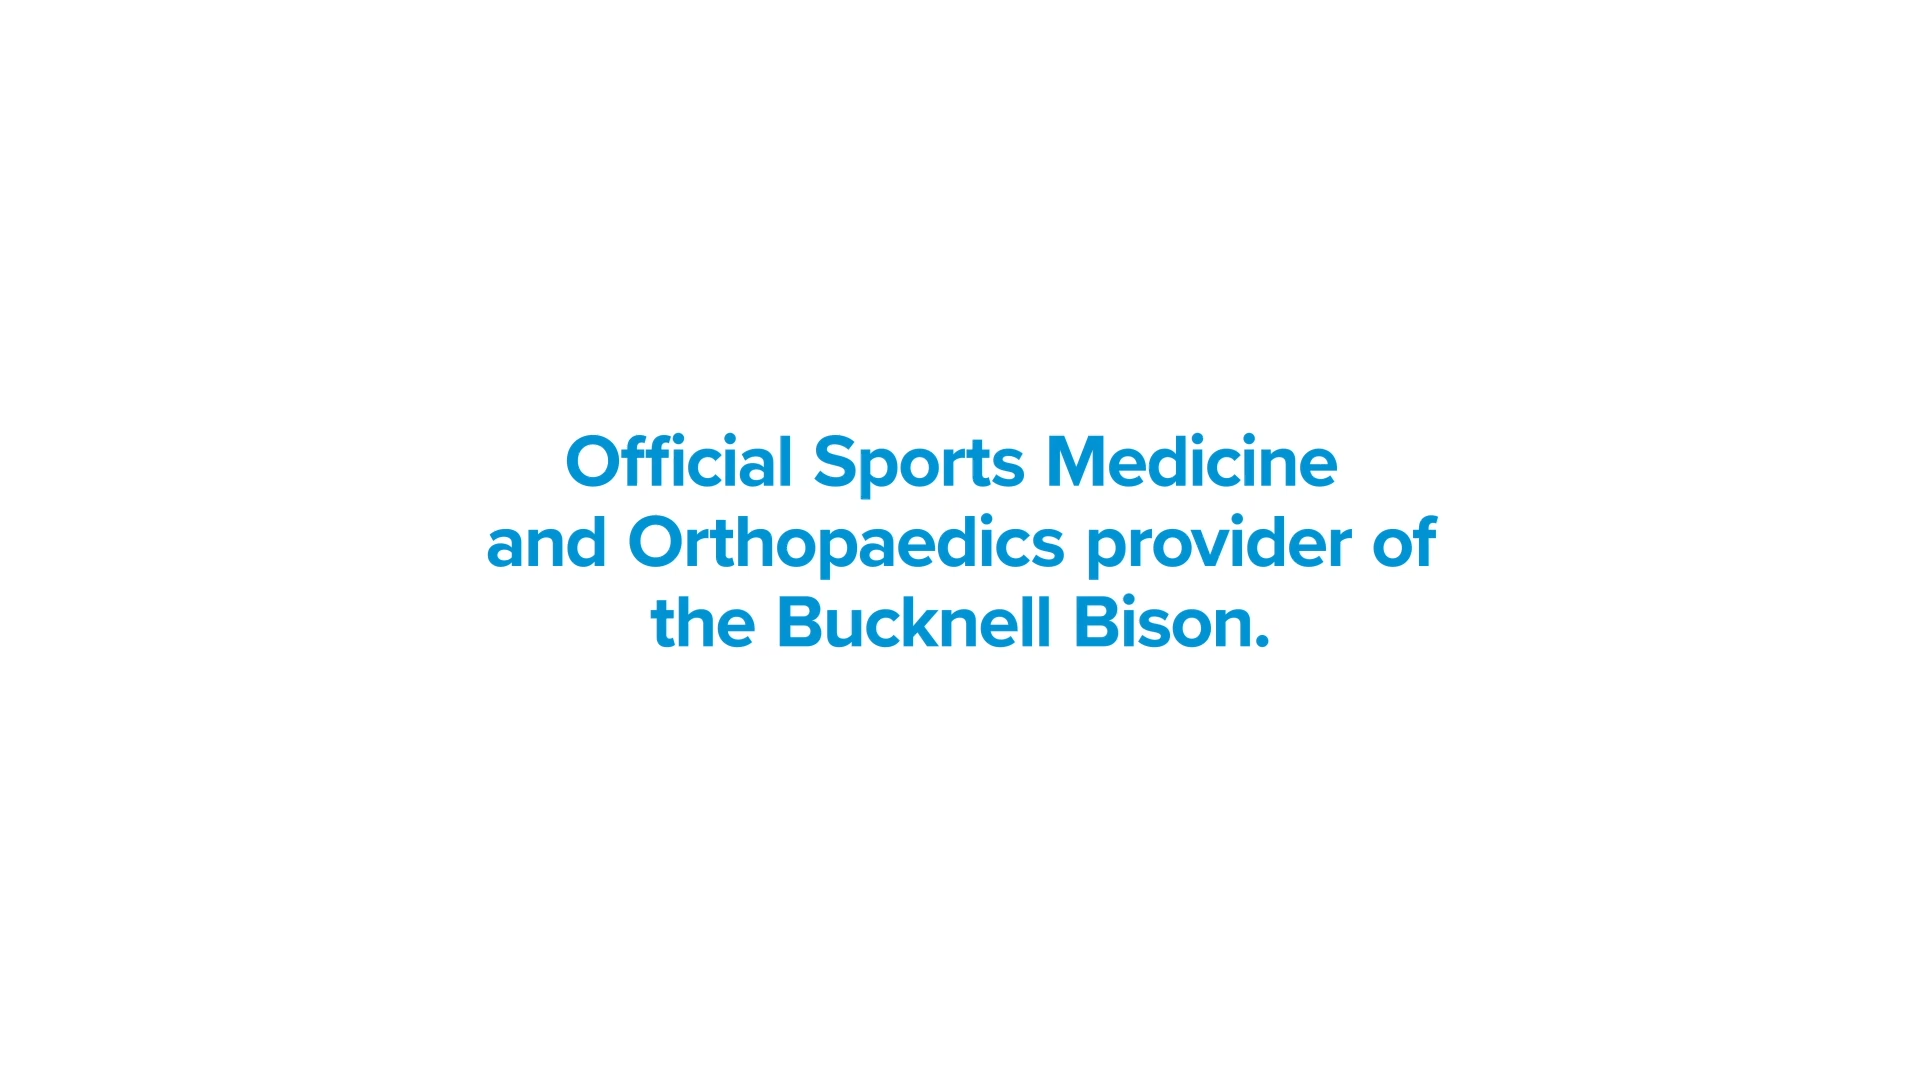 Official Sports Medicine
and Orthopaedics provider of
the Bucknell Bison.